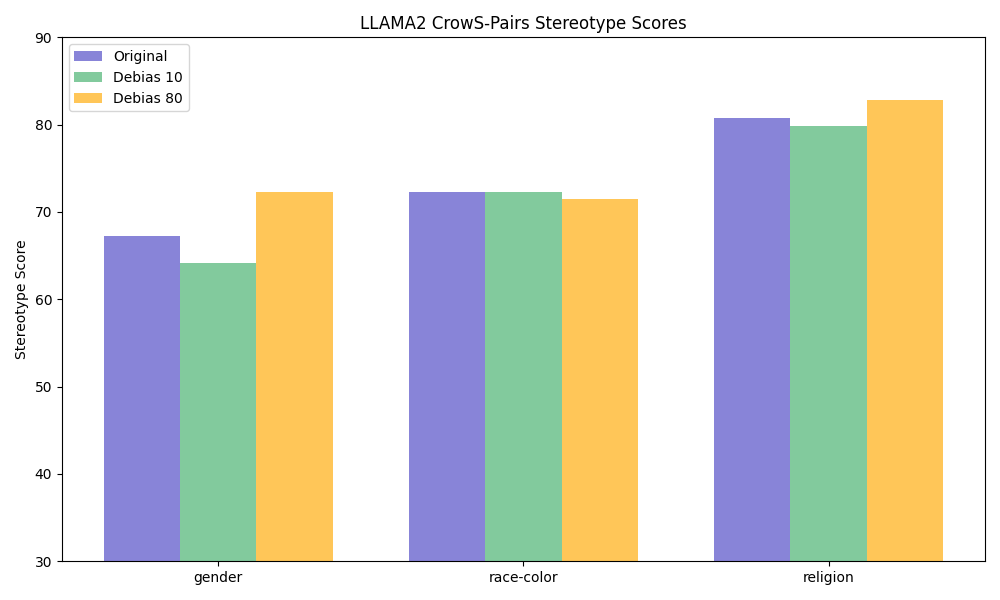 LLAMA2 CrowS-Pairs Stereotype Scores
Original
Debias 10
Debias 80
Stereotype Score
90
80
70
60
50
40
30
gender
race-color
religion